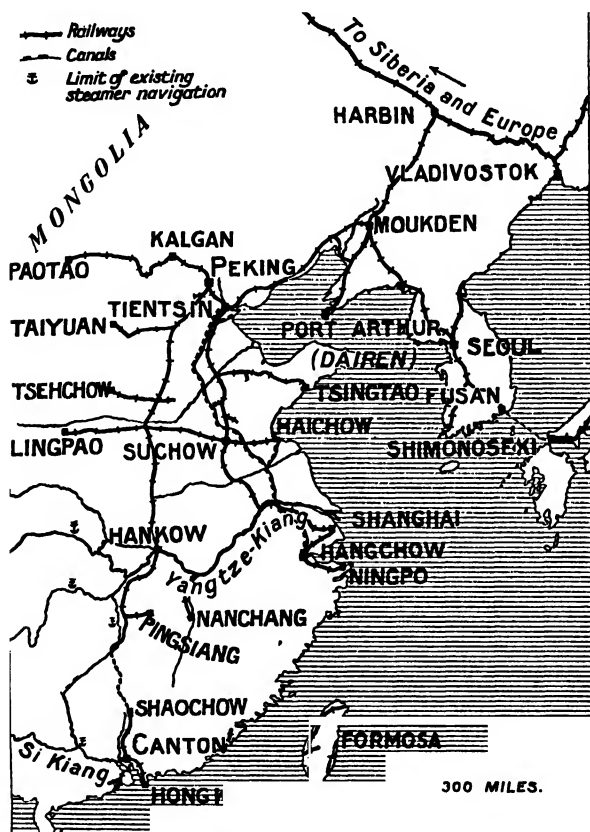 Railways
Canals
Limit of existing
steamer navigation
To Siberia and Europe
HARBIN
MONGOLIA
VLADIVOSTOK
MOUKDEN
KALGAN
PEKING
PAOTAO
TIENTSIN
TAIYUAN
PORT ARTHUR
(DAIREN)
SEOUL
TSEHCHOW
TSINGTAO
FUSAN
HAICHOW
LINGPAO
SUCHOW
SHIMONOSEKI
SHANGHAI
HANKOW
Yangtze-Kiang
HANGCHOW
NINGPO
NANCHANG
PINGSIANG
SHAOCHOW
CANTON
FORMOSA
Si Kiang
300 MILES.